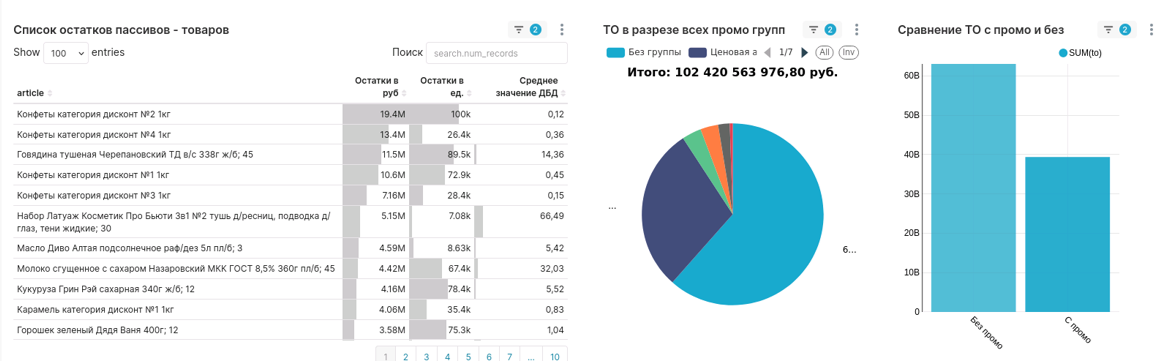 Список остатков пассивов - товаров
2
Show 100 entries
Поиск search.num_records
article
Остатки в руб
Остатки в ед.
Среднее значение ДБД
Конфеты категория дисконт №2 1кг 19.4M 100k 0,12
Конфеты категория дисконт №4 1кг 13.4M 26.4k 0,36
Говядина тушеная Черепановский ТД в/с 338г ж/б; 45 11.5M 89.5k 14,36
Конфеты категория дисконт №1 1кг 10.6M 72.9k 0,45
Конфеты категория дисконт №3 1кг 7.16M 28.4k 0,15
Набор Латуаж Косметик Про Бьюти 3в1 №2 тушь д/ресниц, подводка д/ 5.15M 7.08k 66,49
глаз, тени жидкие; 30
Масло Диво Алтая подсолнечное раф/дез 5л пл/б; 3 4.59M 8.63k 5,42
Молоко сгущенное с сахаром Назаровский МКК ГОСТ 8,5% 360г пл/б; 45 4.42M 67.4k 32,03
Кукуруза Грин Рэй сахарная 340г ж/б; 12 4.16M 78.4k 5,52
Карамель категория дисконт №1 1кг 4.06M 35.4k 0,83
Горошек зеленый Дядя Ваня 400г; 12 3.58M 75.3k 1,04
1 2 3 4 5 6 7 ... 10
ТО в разрезе всех промо групп
2
Без группы Ценовая а 1/7 All Inv
Итого: 102 420 563 976,80 руб.
...
6...
Сравнение ТО с промо и без
2
SUM(to)
60B
50B
40B
30B
20B
10B
0
Без промо
С промо